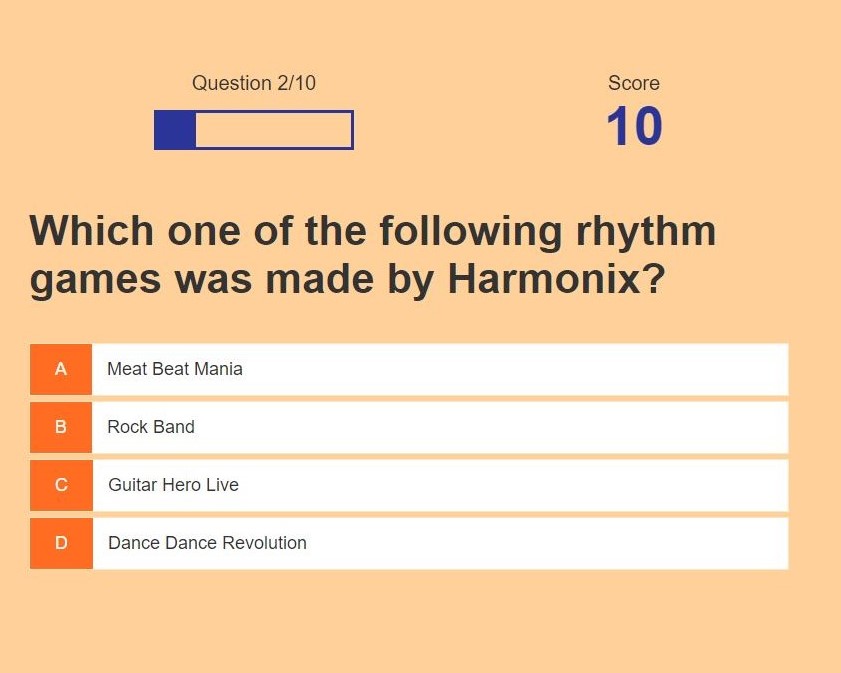 Question 2/10
Score
10
Which one of the following rhythm
games was made by Harmonix?
A Meat Beat Mania
B Rock Band
C Guitar Hero Live
D Dance Dance Revolution